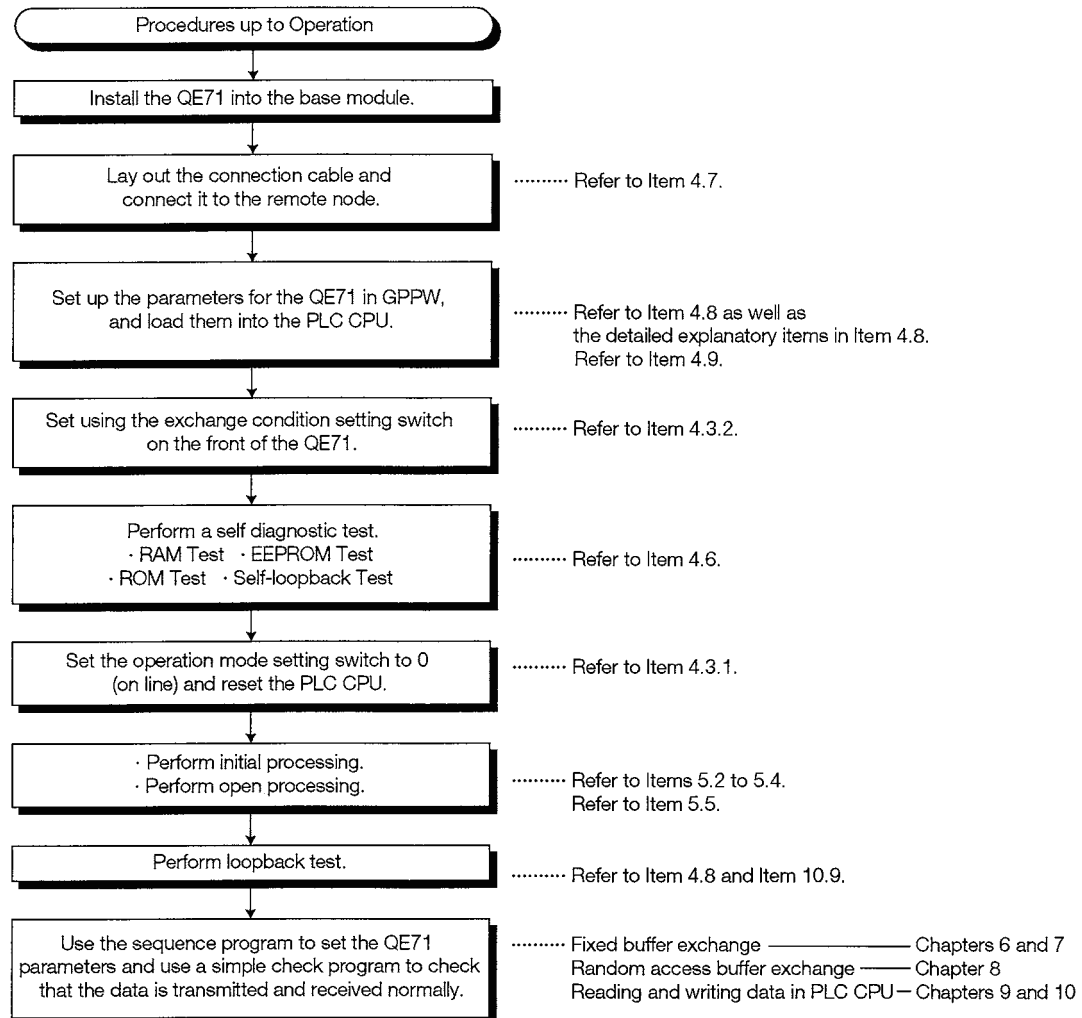 Procedures up to Operation
Install the QE71 into the base module.
Lay out the connection cable and
connect it to the remote node.
·········· Refer to Item 4.7.
Set up the parameters for the QE71 in GPPW,
and load them into the PLC CPU.
·········· Refer to Item 4.8 as well as
the detailed explanatory items in Item 4.8.
Refer to Item 4.9.
Set using the exchange condition setting switch
on the front of the QE71.
·········· Refer to Item 4.3.2.
Perform a self diagnostic test.
· RAM Test · EEPROM Test
· ROM Test · Self-loopback Test
·········· Refer to Item 4.6.
Set the operation mode setting switch to 0
(on line) and reset the PLC CPU.
·········· Refer to Item 4.3.1.
· Perform initial processing.
· Perform open processing.
·········· Refer to Items 5.2 to 5.4.
Refer to Item 5.5.
Perform loopback test.
·········· Refer to Item 4.8 and Item 10.9.
Use the sequence program to set the QE71
parameters and use a simple check program to check
that the data is transmitted and received normally.
·········· Fixed buffer exchange ———— Chapters 6 and 7
Random access buffer exchange —— Chapter 8
Reading and writing data in PLC CPU — Chapters 9 and 10